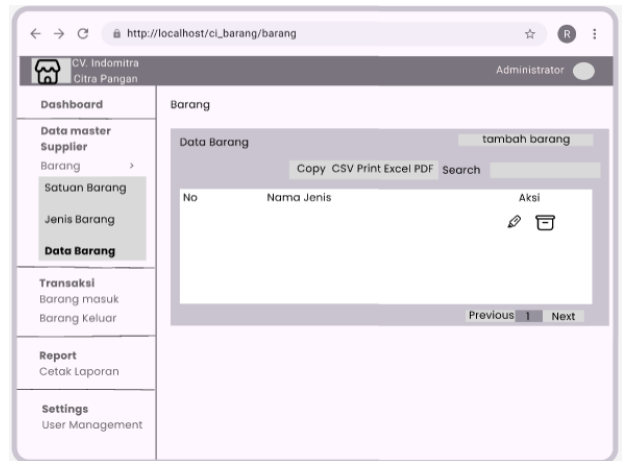 http://localhost/ci_barang/barang
R
CV. Indomitra
Citra Pangan
Administrator
Dashboard
Data master
Supplier
Barang >
Satuan Barang
Jenis Barang
Data Barang
Transaksi
Barang masuk
Barang Keluar
Report
Cetak Laporan
Settings
User Management
Barang
Data Barang
tambah barang
Copy CSV Print Excel PDF Search
No Nama Jenis Aksi
Previous 1 Next